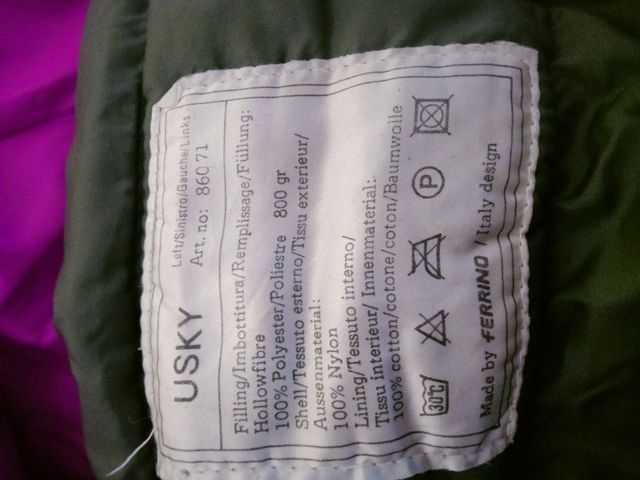 USKY
Left/Sinistro/Gauche/Links
Art. no: 860 71
Filling/Imbottitura/Remplissage/Füllung:
Hollowfibre
100% Polyester/Poliestre 800 gr
Shell/Tessuto esterno/Tissu exterieur/
Aussenmaterial:
100% Nylon
Lining/Tessuto interno/
Tissu interieur/ Innenmaterial:
100% cotton/cotone/coton/Baumwolle
30°C P
Made by FERRINO / Italy design